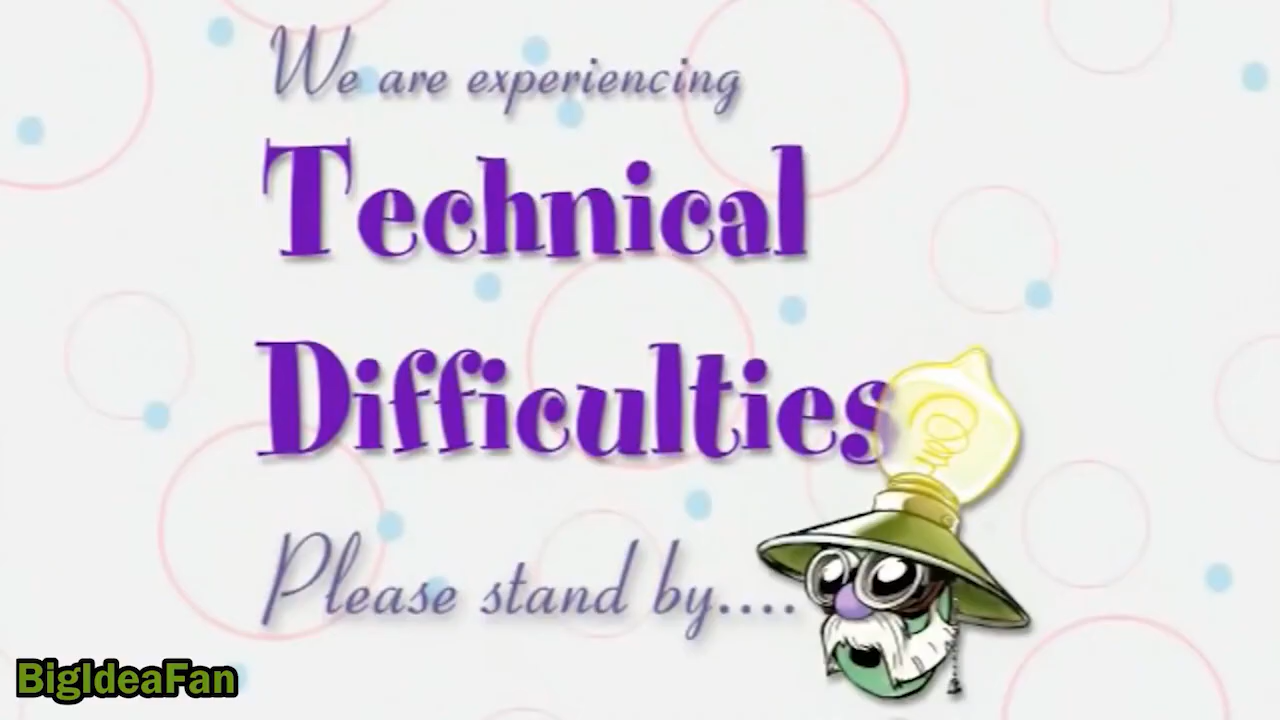 We are experiencing
Technical
Difficulties
Please stand by....
BigIdeaFan